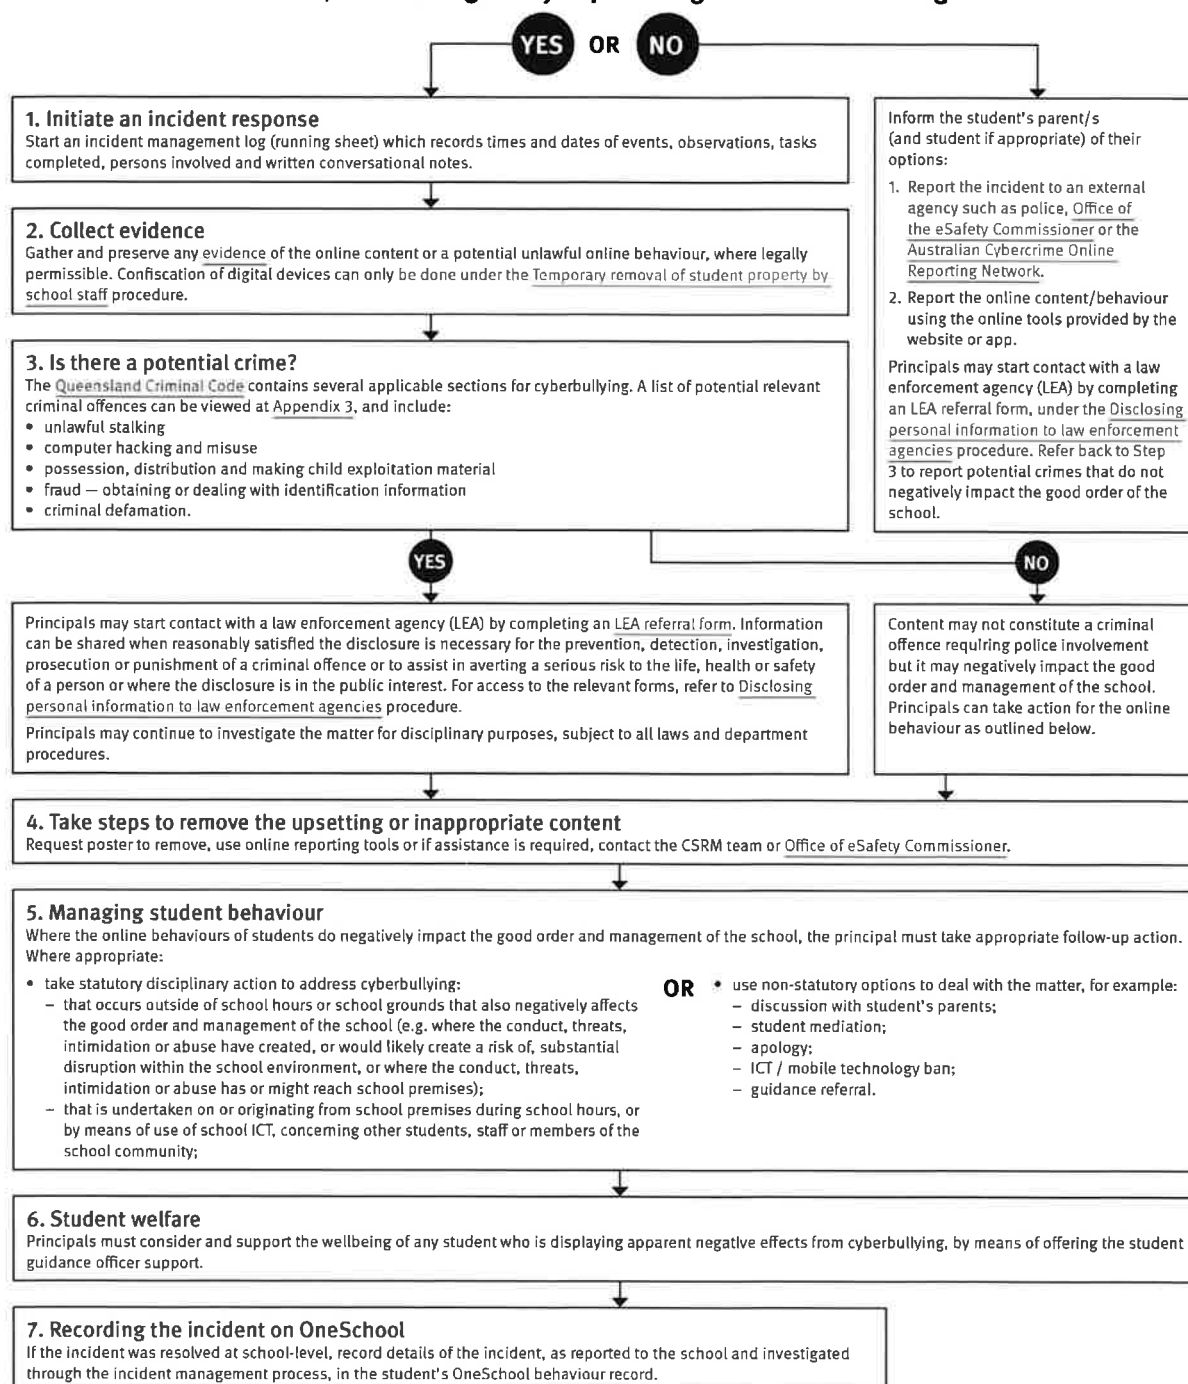 YES OR NO
1. Initiate an incident response
Start an incident management log (running sheet) which records times and dates of events, observations, tasks
completed, persons involved and written conversational notes.
2. Collect evidence
Gather and preserve any evidence of the online content or a potential unlawful online behaviour, where legally
permissible. Confiscation of digital devices can only be done under the Temporary removal of student property by
school staff procedure.
3. Is there a potential crime?
The Queensland Criminal Code contains several applicable sections for cyberbullying. A list of potential relevant
criminal offences can be viewed at Appendix 3, and include:
• unlawful stalking
• computer hacking and misuse
• possession, distribution and making child exploitation material
• fraud — obtaining or dealing with identification information
• criminal defamation.
Inform the student's parent/s
(and student if appropriate) of their
options:
1. Report the incident to an external
agency such as police, Office of
the eSafety Commissioner or the
Australian Cybercrime Online
Reporting Network.
2. Report the online content/behaviour
using the online tools provided by the
website or app.
Principals may start contact with a law
enforcement agency (LEA) by completing
an LEA referral form, under the Disclosing
personal information to law enforcement
agencies procedure. Refer back to Step
3 to report potential crimes that do not
negatively impact the good order of the
school.
YES
NO
Principals may start contact with a law enforcement agency (LEA) by completing an LEA referral form. Information
can be shared when reasonably satisfied the disclosure is necessary for the prevention, detection, investigation,
prosecution or punishment of a criminal offence or to assist in averting a serious risk to the life, health or safety
of a person or where the disclosure is in the public interest. For access to the relevant forms, refer to Disclosing
personal information to law enforcement agencies procedure.
Principals may continue to investigate the matter for disciplinary purposes, subject to all laws and department
procedures.
Content may not constitute a criminal
offence requiring police involvement
but it may negatively impact the good
order and management of the school.
Principals can take action for the online
behaviour as outlined below.
4. Take steps to remove the upsetting or inappropriate content
Request poster to remove, use online reporting tools or if assistance is required, contact the CSRM team or Office of eSafety Commissioner.
5. Managing student behaviour
Where the online behaviours of students do negatively impact the good order and management of the school, the principal must take appropriate follow-up action.
Where appropriate:
• take statutory disciplinary action to address cyberbullying:
– that occurs outside of school hours or school grounds that also negatively affects
the good order and management of the school (e.g. where the conduct, threats,
intimidation or abuse have created, or would likely create a risk of, substantial
disruption within the school environment, or where the conduct, threats,
intimidation or abuse has or might reach school premises);
– that is undertaken on or originating from school premises during school hours, or
by means of use of school ICT, concerning other students, staff or members of the
school community;
OR
• use non-statutory options to deal with the matter, for example:
– discussion with student's parents;
– student mediation;
– apology;
– ICT / mobile technology ban;
– guidance referral.
6. Student welfare
Principals must consider and support the wellbeing of any student who is displaying apparent negative effects from cyberbullying, by means of offering the student
guidance officer support.
7. Recording the incident on OneSchool
If the incident was resolved at school-level, record details of the incident, as reported to the school and investigated
through the incident management process, in the student's OneSchool behaviour record.